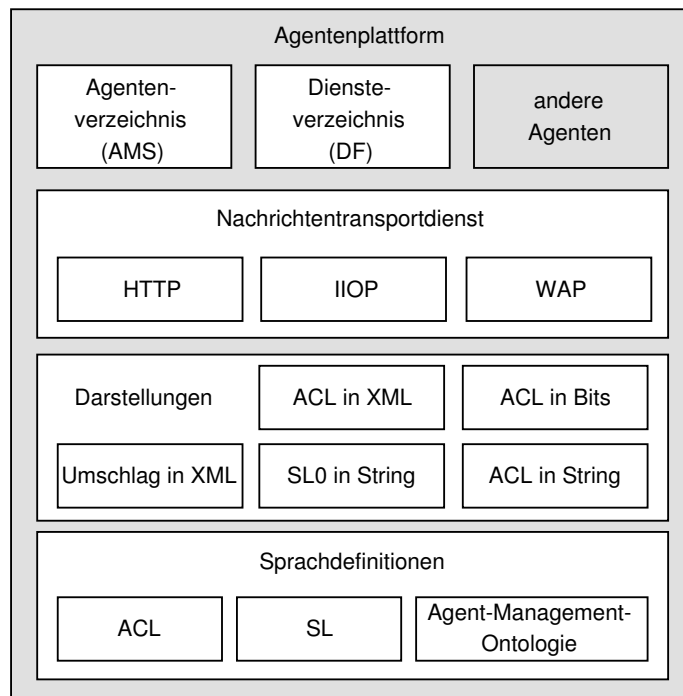 Agentenplattform
Agenten-
verzeichnis
(AMS)
Dienste-
verzeichnis
(DF)
andere
Agenten
Nachrichtentransportdienst
HTTP
IIOP
WAP
Darstellungen
ACL in XML
ACL in Bits
Umschlag in XML
SL0 in String
ACL in String
Sprachdefinitionen
ACL
SL
Agent-Management-
Ontologie